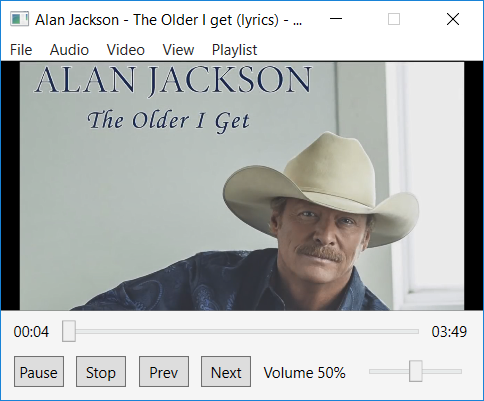 Alan Jackson - The Older I get (lyrics) - ...
File Audio Video View Playlist
ALAN JACKSON
The Older I Get
00:04 03:49
Pause Stop Prev Next Volume 50%